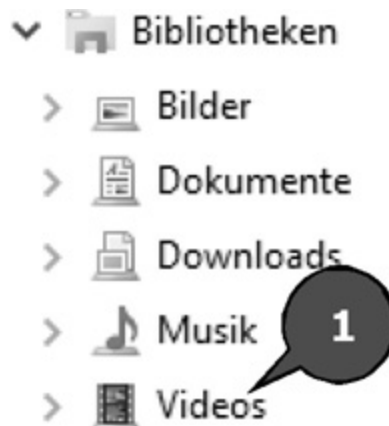 Bibliotheken
Bilder
Dokumente
Downloads
Musik
1
Videos